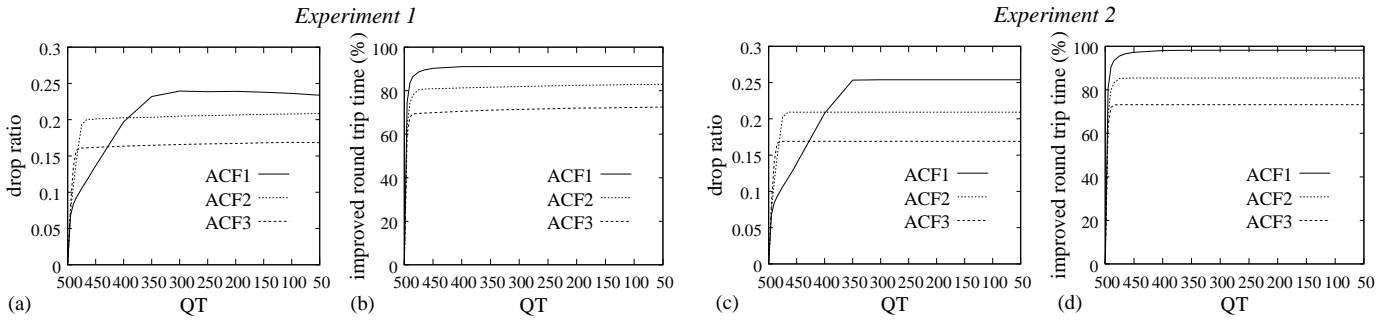 Experiment 1
Experiment 2
drop ratio
0.3
0.25
0.2
0.15
0.1
0.05
0
ACF1
ACF2
ACF3
500 450 400 350 300 250 200 150 100 50
QT
(a)
improved round trip time (%)
100
80
60
40
20
0
ACF1
ACF2
ACF3
500 450 400 350 300 250 200 150 100 50
QT
(b)
drop ratio
0.3
0.25
0.2
0.15
0.1
0.05
0
ACF1
ACF2
ACF3
500 450 400 350 300 250 200 150 100 50
QT
(c)
improved round trip time (%)
100
80
60
40
20
0
ACF1
ACF2
ACF3
500 450 400 350 300 250 200 150 100 50
QT
(d)